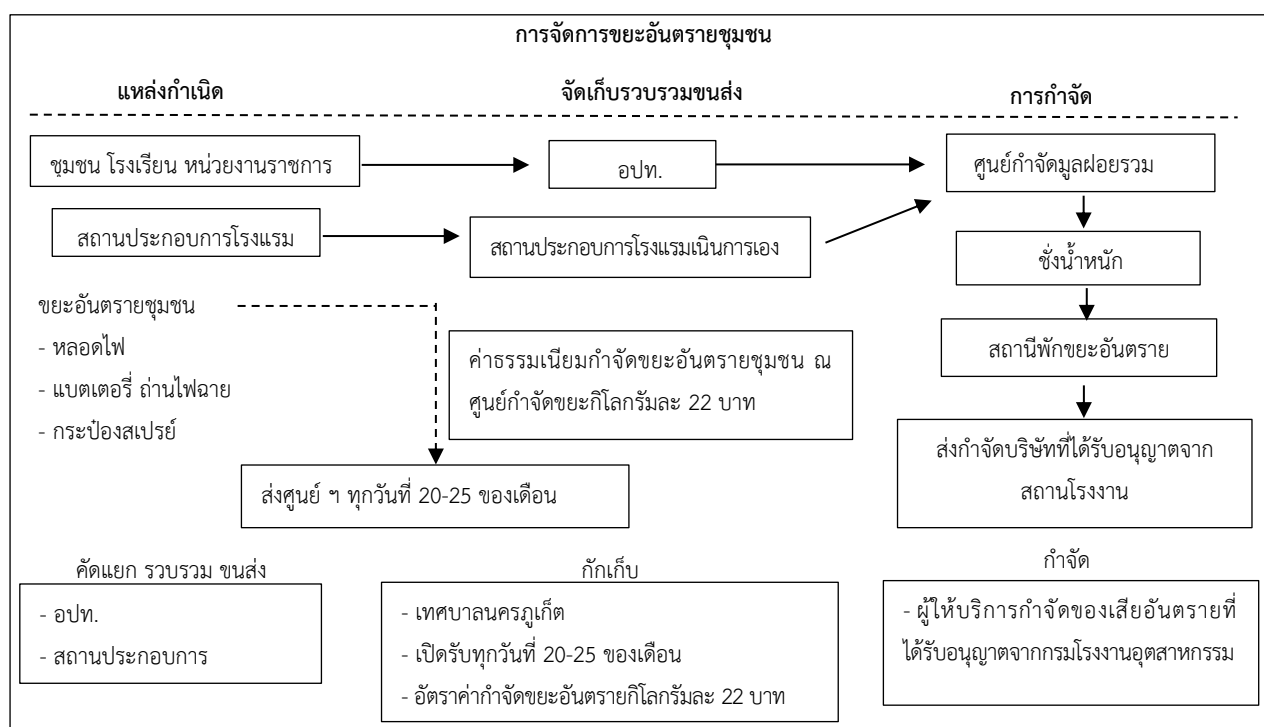 การจัดการขยะอันตรายชุมชน
แหล่งกำเนิด
จัดเก็บรวบรวมขนส่ง
การกำจัด
ชุมชน โรงเรียน หน่วยงานราชการ
อปท.
ศูนย์กำจัดมูลฝอยรวม
สถานประกอบการโรงแรม
สถานประกอบการโรงแรมเนินการเอง
ชั่งน้ำหนัก
ขยะอันตรายชุมชน
- หลอดไฟ
- แบตเตอรี่ ถ่านไฟฉาย
- กระป๋องสเปรย์
ค่าธรรมเนียมกำจัดขยะอันตรายชุมชน ณ
ศูนย์กำจัดขยะกิโลกรัมละ 22 บาท
สถานีพักขยะอันตราย
ส่งกำจัดบริษัทที่ได้รับอนุญาตจาก
สถานโรงงาน
ส่งศูนย์ ฯ ทุกวันที่ 20-25 ของเดือน
คัดแยก รวบรวม ขนส่ง
- อปท.
- สถานประกอบการ
กักเก็บ
- เทศบาลนครภูเก็ต
- เปิดรับทุกวันที่ 20-25 ของเดือน
- อัตราค่ากำจัดขยะอันตรายกิโลกรัมละ 22 บาท
กำจัด
- ผู้ให้บริการกำจัดของเสียอันตรายที่
ได้รับอนุญาตจากกรมโรงงานอุตสาหกรรม